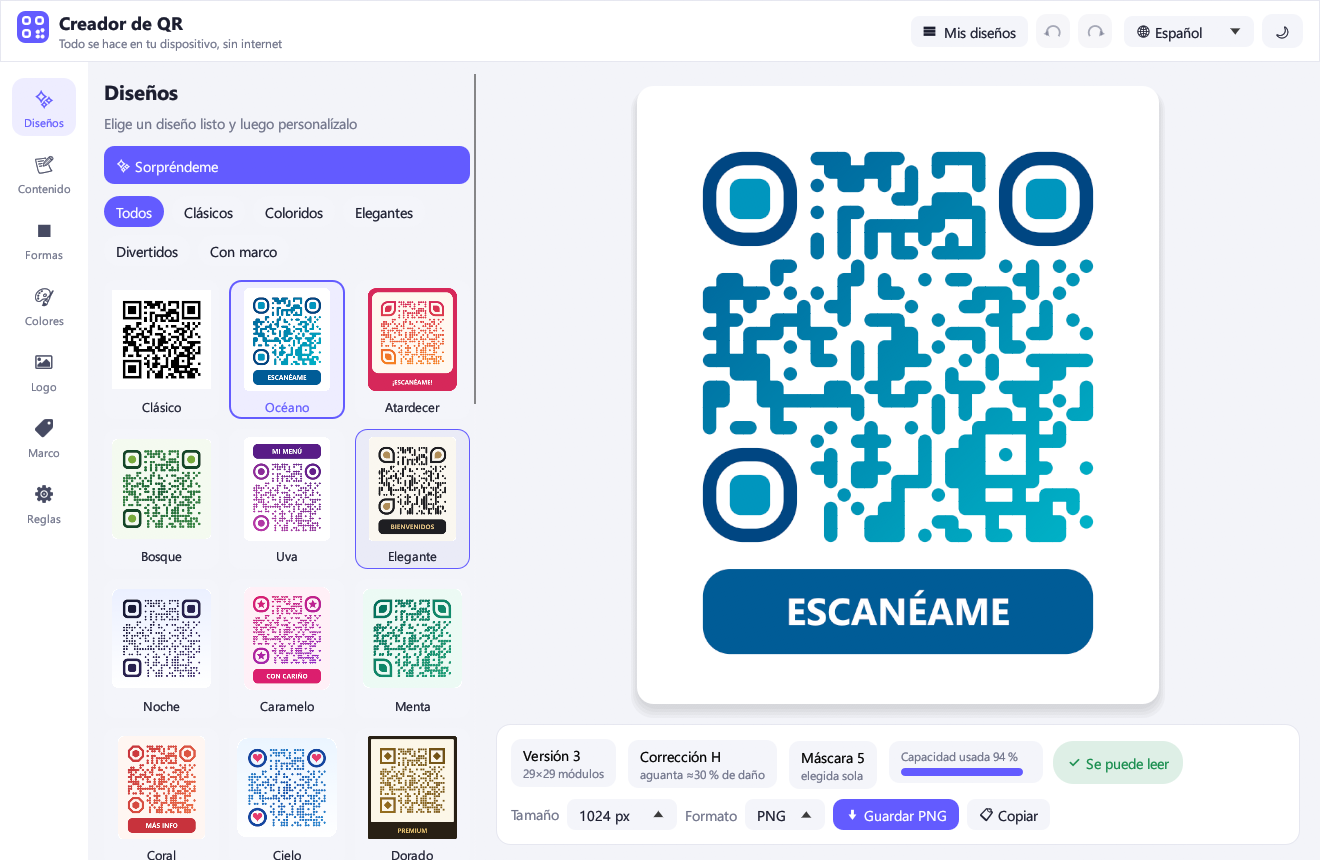 Creador de QR
Todo se hace en tu dispositivo, sin internet
Mis diseños
Español
Diseños
Contenido
Formas
Colores
Logo
Marco
Reglas
Diseños
Elige un diseño listo y luego personalízalo
Sorpréndeme
Todos Clásicos Coloridos Elegantes
Divertidos Con marco
ESCANÉAME
¡ESCANÉAME!
Clásico Océano Atardecer
MI MENÚ
BIENVENIDOS
Bosque Uva Elegante
CON CARIÑO
Noche Caramelo Menta
MÁS INFO
PREMIUM
Coral Cielo Dorado
ESCANÉAME
Versión 3
29×29 módulos
Corrección H
aguanta ≈30 % de daño
Máscara 5
elegida sola
Capacidad usada 94 %
Se puede leer
Tamaño 1024 px Formato PNG Guardar PNG Copiar